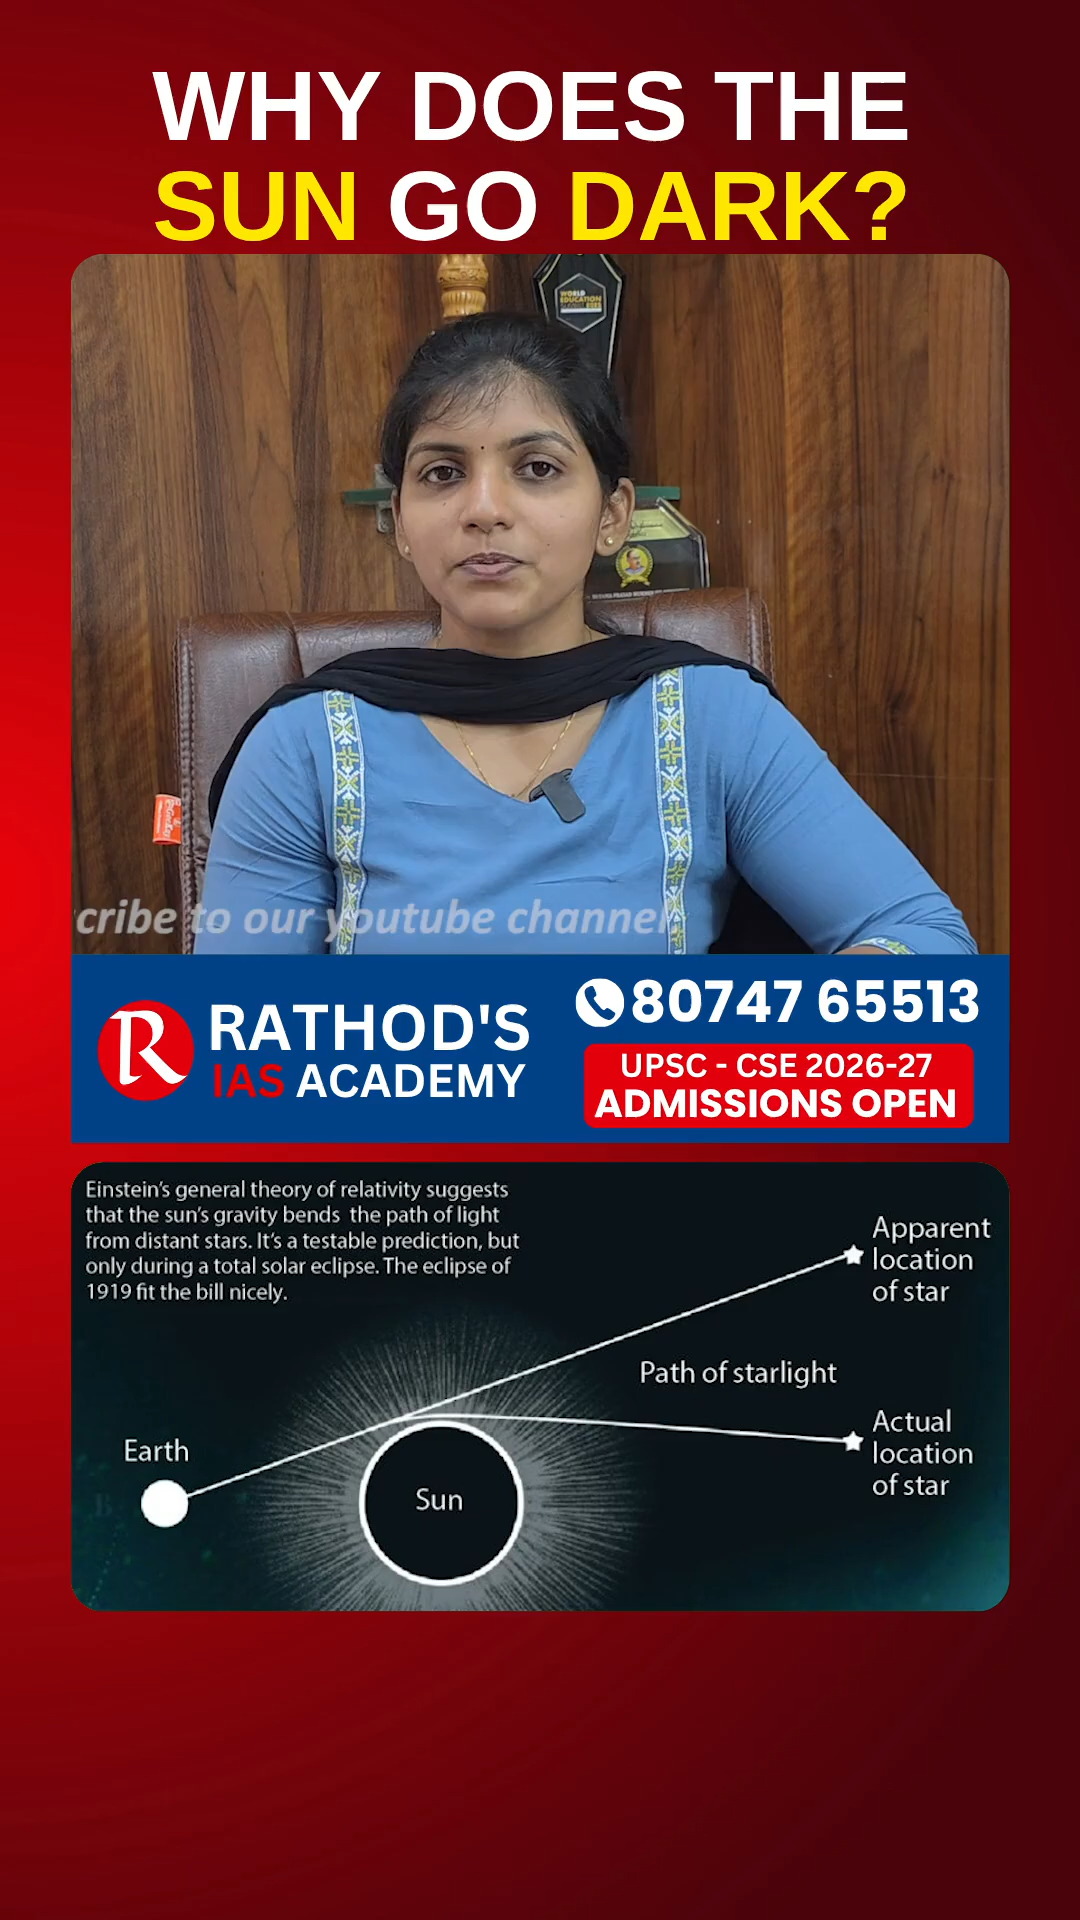 WHY DOES THE
SUN GO DARK?
WORLD
EDUCATION
cribe to our youtube channel
R
RATHOD'S
IAS ACADEMY
80747 65513
UPSC - CSE 2026-27
ADMISSIONS OPEN
Einstein's general theory of relativity suggests
that the sun's gravity bends the path of light
from distant stars. It's a testable prediction, but
only during a total solar eclipse. The eclipse of
1919 fit the bill nicely.
Apparent
location
of star
Path of starlight
Actual
location
of star
Earth
Sun